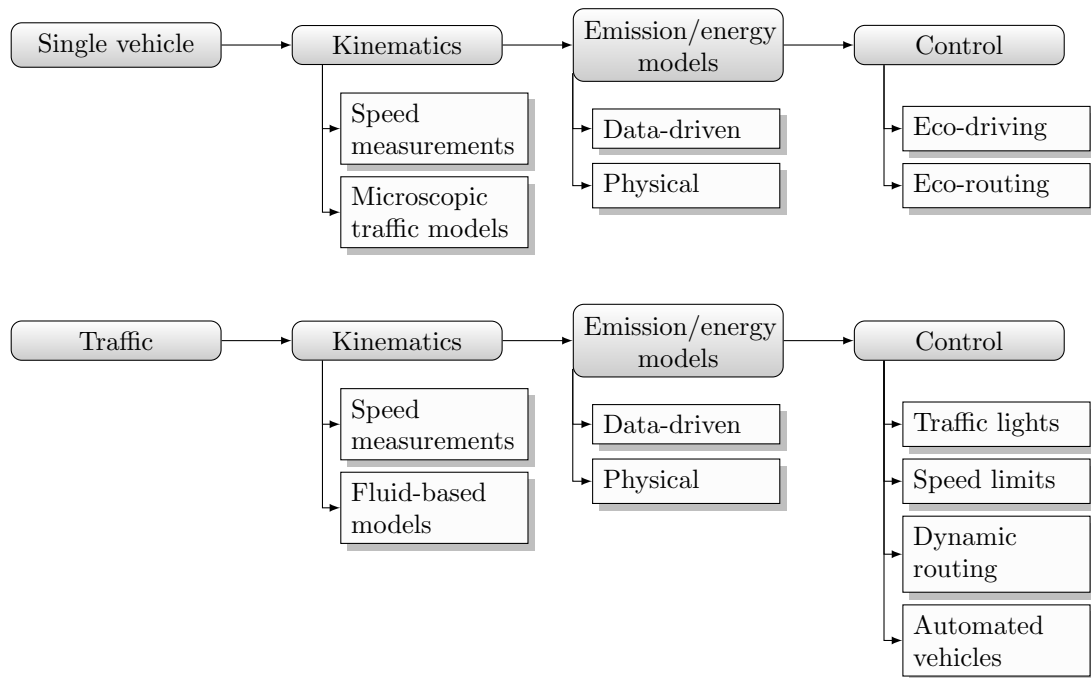 Single vehicle
Kinematics
Emission/energy
models
Control
Speed
measurements
Microscopic
traffic models
Data-driven
Physical
Eco-driving
Eco-routing
Traffic
Kinematics
Emission/energy
models
Control
Speed
measurements
Fluid-based
models
Data-driven
Physical
Traffic lights
Speed limits
Dynamic
routing
Automated
vehicles